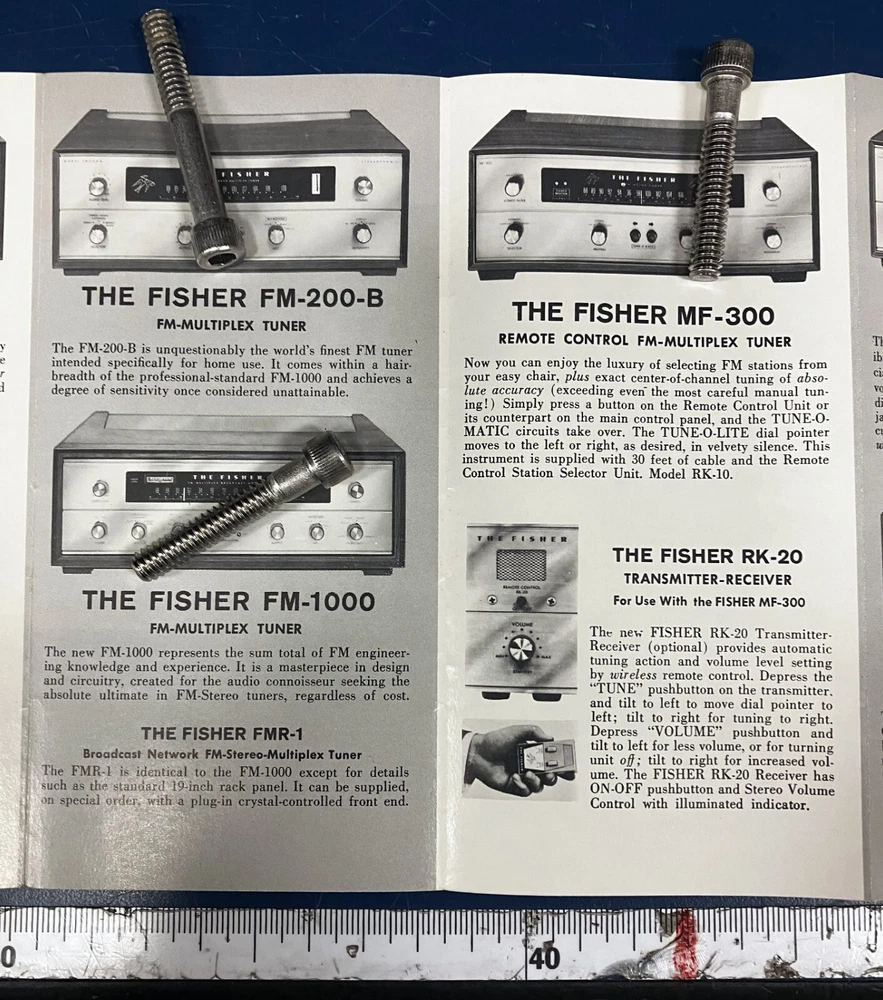 THE FISHER
THE FISHER FM-200-B
FM-MULTIPLEX TUNER
The FM-200-B is unquestionably the world's finest FM tuner
intended specifically for home use. It comes within a hair-
breadth of the professional-standard FM-1000 and achieves a
degree of sensitivity once considered unattainable.
THE FISHER
THE FISHER FM-1000
FM-MULTIPLEX TUNER
The new FM-1000 represents the sum total of FM engineer-
ing knowledge and experience. It is a masterpiece in design
and circuitry, created for the audio connoisseur seeking the
absolute ultimate in FM-Stereo tuners, regardless of cost.
THE FISHER FMR-1
Broadcast Network FM-Stereo-Multiplex Tuner
The FMR-1 is identical to the FM-1000 except for details
such as the standard 19-inch rack panel. It can be supplied,
on special order, with a plug-in crystal-controlled front end.
THE FISHER
THE FISHER MF-300
REMOTE CONTROL FM-MULTIPLEX TUNER
Now you can enjoy the luxury of selecting FM stations from
your easy chair, plus exact center-of-channel tuning of abso-
lute accuracy (exceeding even the most careful manual tun-
ing!) Simply press a button on the Remote Control Unit or
its counterpart on the main control panel, and the TUNE-O-
MATIC circuits take over. The TUNE-O-LITE dial pointer
moves to the left or right, as desired, in velvety silence. This
instrument is supplied with 30 feet of cable and the Remote
Control Station Selector Unit. Model RK-10.
THE FISHER
REMOTE CONTROL
RK-20
VOLUME
MAX
THE FISHER RK-20
TRANSMITTER-RECEIVER
For Use With the FISHER MF-300
The new FISHER RK-20 Transmitter-
Receiver (optional) provides automatic
tuning action and volume level setting
by wireless remote control. Depress the
"TUNE" pushbutton on the transmitter,
and tilt to left to move dial pointer to
left; tilt to right for tuning to right.
Depress "VOLUME" pushbutton and
tilt to left for less volume, or for turning
unit off; tilt to right for increased vol-
ume. The FISHER RK-20 Receiver has
ON-OFF pushbutton and Stereo Volume
Control with illuminated indicator.
0
40